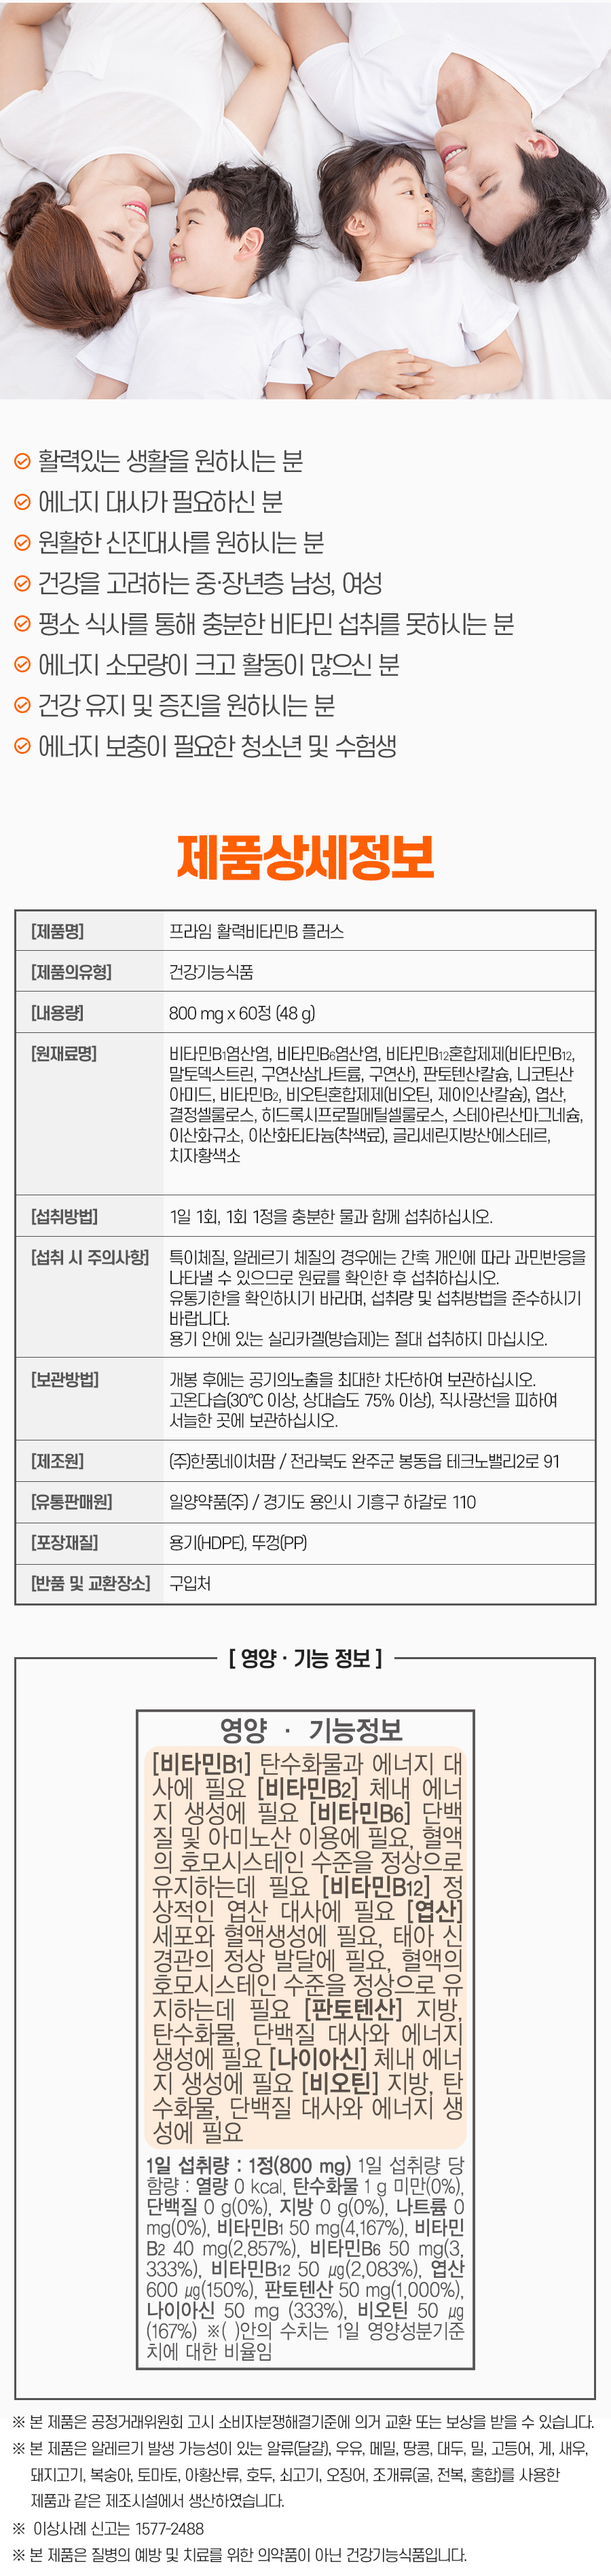 활력있는 생활을 원하시는 분
에너지 대사가 필요하신 분
원활한 신진대사를 원하시는 분
건강을 고려하는 중·장년층 남성, 여성
평소 식사를 통해 충분한 비타민 섭취를 못하시는 분
에너지 소모량이 크고 활동이 많으신 분
건강 유지 및 증진을 원하시는 분
에너지 보충이 필요한 청소년 및 수험생
제품상세정보
[제품명] 프라임 활력비타민B 플러스
[제품의유형] 건강기능식품
[내용량] 800 mg x 60정 (48 g)
[원재료명] 비타민B1염산염, 비타민B6염산염, 비타민B12혼합제제(비타민B12,
말토덱스트린, 구연산삼나트륨, 구연산), 판토텐산칼슘, 니코틴산
아미드, 비타민B2, 비오틴혼합제제(비오틴, 제이인산칼슘), 엽산,
결정셀룰로스, 히드록시프로필메틸셀룰로스, 스테아린산마그네슘,
이산화규소, 이산화티타늄(착색료), 글리세린지방산에스테르,
치자황색소
[섭취방법] 1일 1회, 1회 1정을 충분한 물과 함께 섭취하십시오.
[섭취 시 주의사항] 특이체질, 알레르기 체질의 경우에는 간혹 개인에 따라 과민반응을
나타낼 수 있으므로 원료를 확인한 후 섭취하십시오.
유통기한을 확인하시기 바라며, 섭취량 및 섭취방법을 준수하시기
바랍니다.
용기 안에 있는 실리카겔(방습제)는 절대 섭취하지 마십시오.
[보관방법] 개봉 후에는 공기의노출을 최대한 차단하여 보관하십시오.
고온다습(30℃ 이상, 상대습도 75% 이상), 직사광선을 피하여
서늘한 곳에 보관하십시오.
[제조원] (주)한풍네이처팜 / 전라북도 완주군 봉동읍 테크노밸리2로 91
[유통판매원] 일양약품(주) / 경기도 용인시 기흥구 하갈로 110
[포장재질] 용기(HDPE), 뚜껑(PP)
[반품 및 교환장소] 구입처
[ 영양 · 기능 정보 ]
영양 · 기능정보
[비타민B1] 탄수화물과 에너지 대
사에 필요 [비타민B2] 체내 에너
지 생성에 필요 [비타민B6] 단백
질 및 아미노산 이용에 필요, 혈액
의 호모시스테인 수준을 정상으로
유지하는데 필요 [비타민B12] 정
상적인 엽산 대사에 필요 [엽산]
세포와 혈액생성에 필요, 태아 신
경관의 정상 발달에 필요, 혈액의
호모시스테인 수준을 정상으로 유
지하는데 필요 [판토텐산] 지방,
탄수화물, 단백질 대사와 에너지
생성에 필요 [나이아신] 체내 에너
지 생성에 필요 [비오틴] 지방, 탄
수화물, 단백질 대사와 에너지 생
성에 필요
1일 섭취량 : 1정(800 mg) 1일 섭취량 당
함량 : 열량 0 kcal, 탄수화물 1 g 미만(0%),
단백질 0 g(0%), 지방 0 g(0%), 나트륨 0
mg(0%), 비타민B1 50 mg(4,167%), 비타민
B2 40 mg(2,857%), 비타민B6 50 mg(3,
333%), 비타민B12 50 ㎍(2,083%), 엽산
600 ㎍(150%), 판토텐산 50 mg(1,000%),
나이아신 50 mg (333%), 비오틴 50 ㎍
(167%) ※( )안의 수치는 1일 영양성분기준
치에 대한 비율임
※ 본 제품은 공정거래위원회 고시 소비자분쟁해결기준에 의거 교환 또는 보상을 받을 수 있습니다.
※ 본 제품은 알레르기 발생 가능성이 있는 알류(달걀), 우유, 메밀, 땅콩, 대두, 밀, 고등어, 게, 새우,
돼지고기, 복숭아, 토마토, 아황산류, 호두, 쇠고기, 오징어, 조개류(굴, 전복, 홍합)를 사용한
제품과 같은 제조시설에서 생산하였습니다.
※ 이상사례 신고는 1577-2488
※ 본 제품은 질병의 예방 및 치료를 위한 의약품이 아닌 건강기능식품입니다.